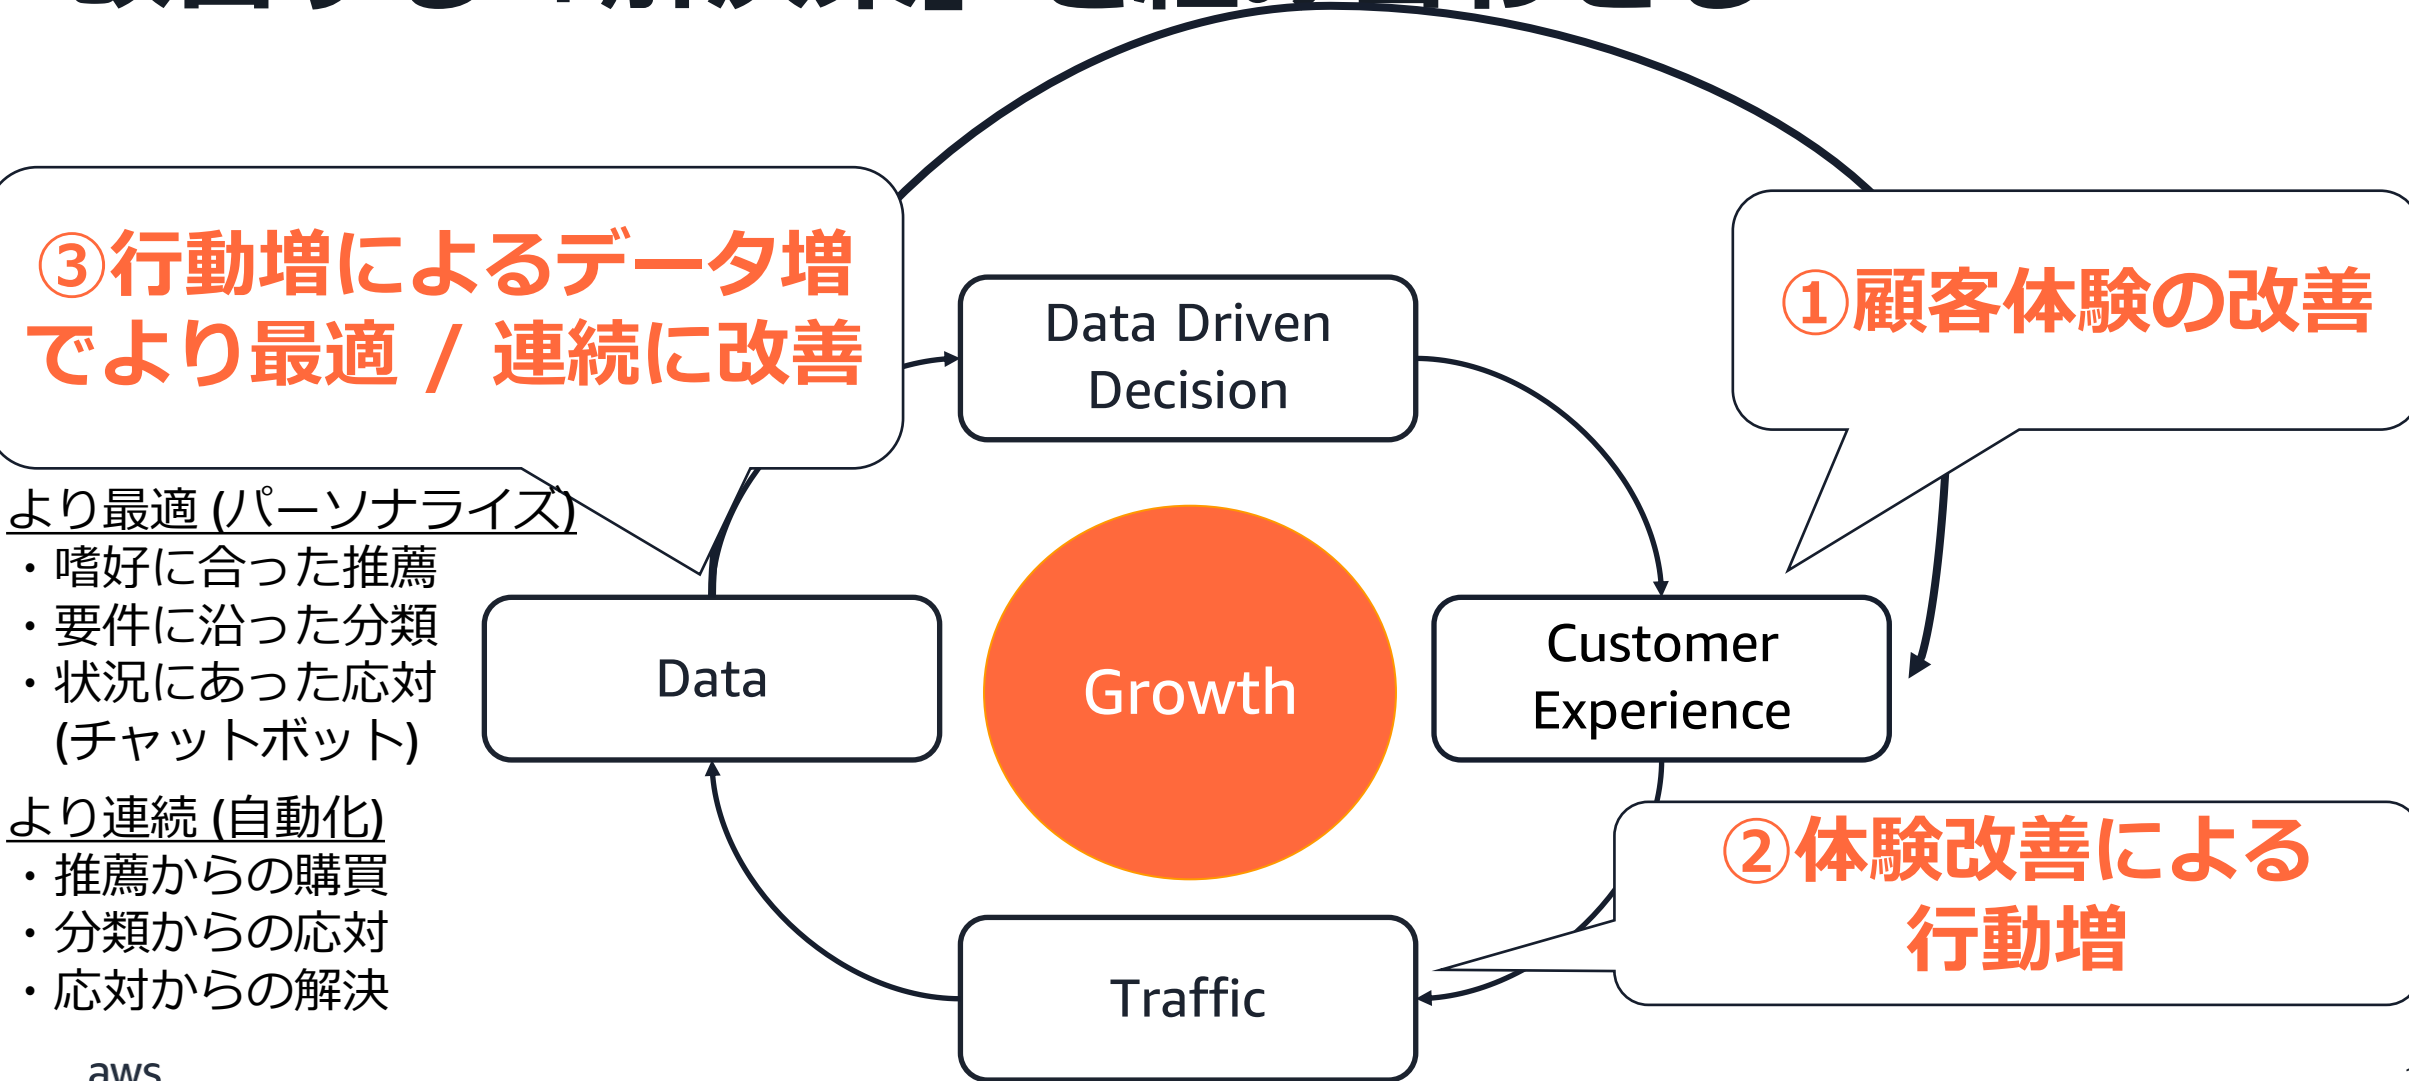 ③行動増によるデータ増
でより最適 / 連続に改善
①顧客体験の改善
Data Driven
Decision
より最適 (パーソナライズ)
・嗜好に合った推薦
・要件に沿った分類
・状況にあった応対
(チャットボット)
Data
Growth
Customer
Experience
より連続 (自動化)
・推薦からの購買
・分類からの応対
・応対からの解決
②体験改善による
行動増
Traffic
aws